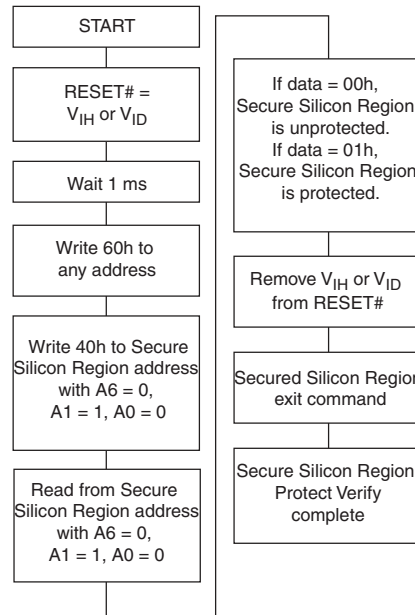 START
RESET# =
VIH or VID
Wait 1 ms
Write 60h to
any address
Write 40h to Secure
Silicon Region address
with A6 = 0,
A1 = 1, A0 = 0
Read from Secure
Silicon Region address
with A6 = 0,
A1 = 1, A0 = 0
If data = 00h,
Secure Silicon Region
is unprotected.
If data = 01h,
Secure Silicon Region
is protected.
Remove VIH or VID
from RESET#
Secured Silicon Region
exit command
Secure Silicon Region
Protect Verify
complete